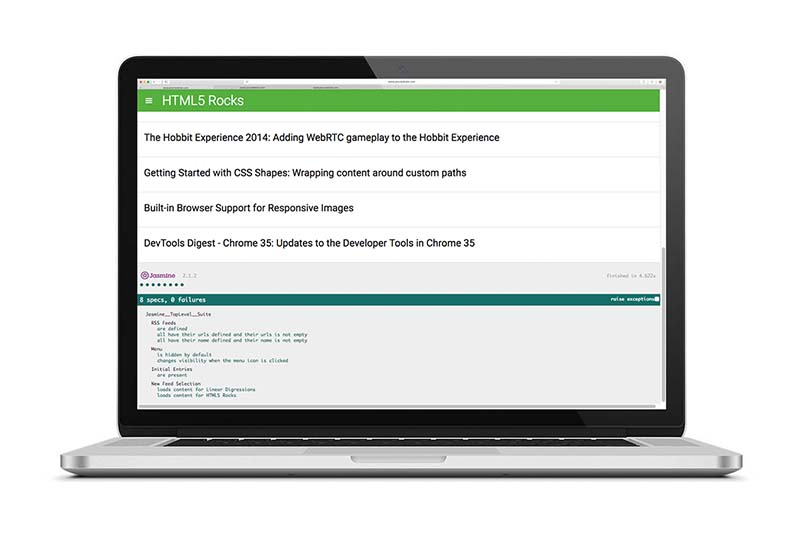 HTML5 Rocks
The Hobbit Experience 2014: Adding WebRTC gameplay to the Hobbit Experience
Getting Started with CSS Shapes: Wrapping content around custom paths
Built-in Browser Support for Responsive Images
DevTools Digest - Chrome 35: Updates to the Developer Tools in Chrome 35
Jasmine 2.1.2 finished in 4.622s
8 specs, 0 failures raise exceptions
Jasmine__TopLevel__Suite
RSS Feeds
are defined
all have their urls defined and their urls is not empty
all have their name defined and their name is not empty
Menu
is hidden by default
changes visibility when the menu icon is clicked
Initial Entries
are present
New Feed Selection
loads content for Linear Digressions
loads content for HTML5 Rocks